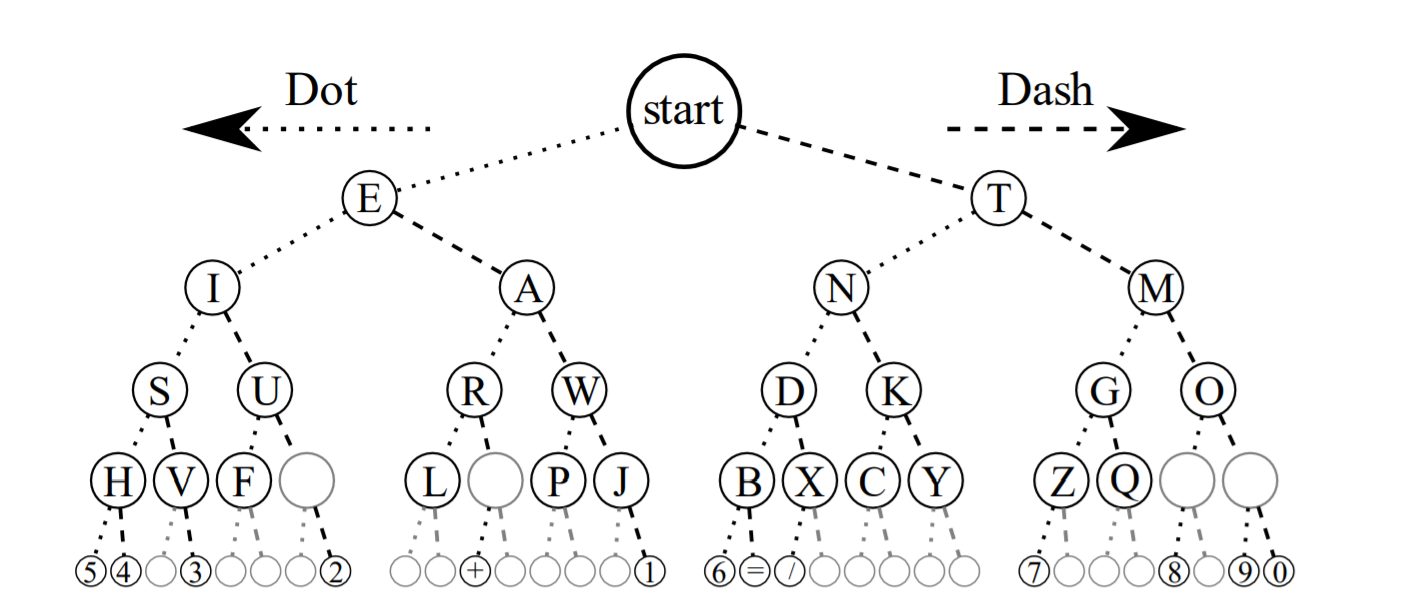 Dot start Dash
E T
I A N M
S U R W D K G O
H V F L P J B X C Y Z Q
5 4 3 2 + 1 6 = / 7 8 9 0